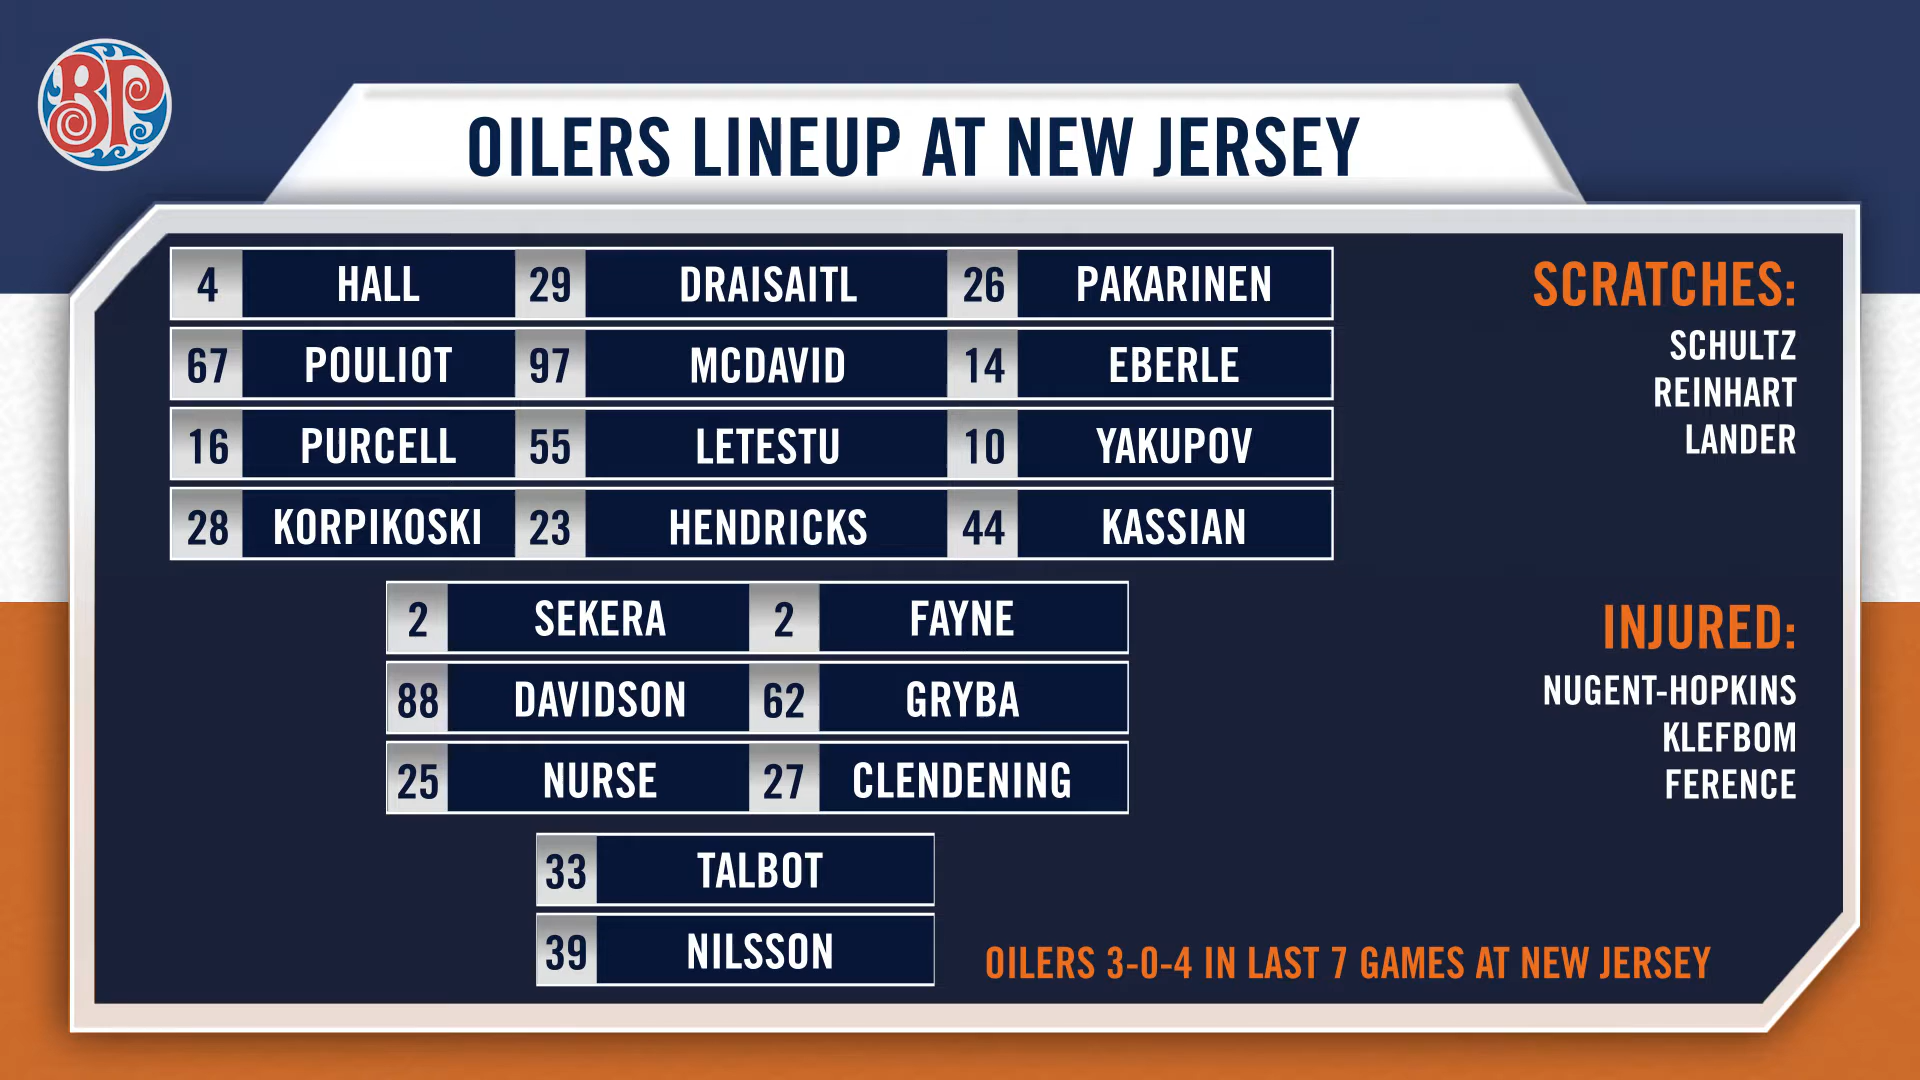 BP
OILERS LINEUP AT NEW JERSEY
4 HALL 29 DRAISAITL 26 PAKARINEN
67 POULIOT 97 MCDAVID 14 EBERLE
16 PURCELL 55 LETESTU 10 YAKUPOV
28 KORPIKOSKI 23 HENDRICKS 44 KASSIAN
2 SEKERA 2 FAYNE
88 DAVIDSON 62 GRYBA
25 NURSE 27 CLENDENING
33 TALBOT
39 NILSSON
SCRATCHES:
SCHULTZ
REINHART
LANDER
INJURED:
NUGENT-HOPKINS
KLEFBOM
FERENCE
OILERS 3-0-4 IN LAST 7 GAMES AT NEW JERSEY